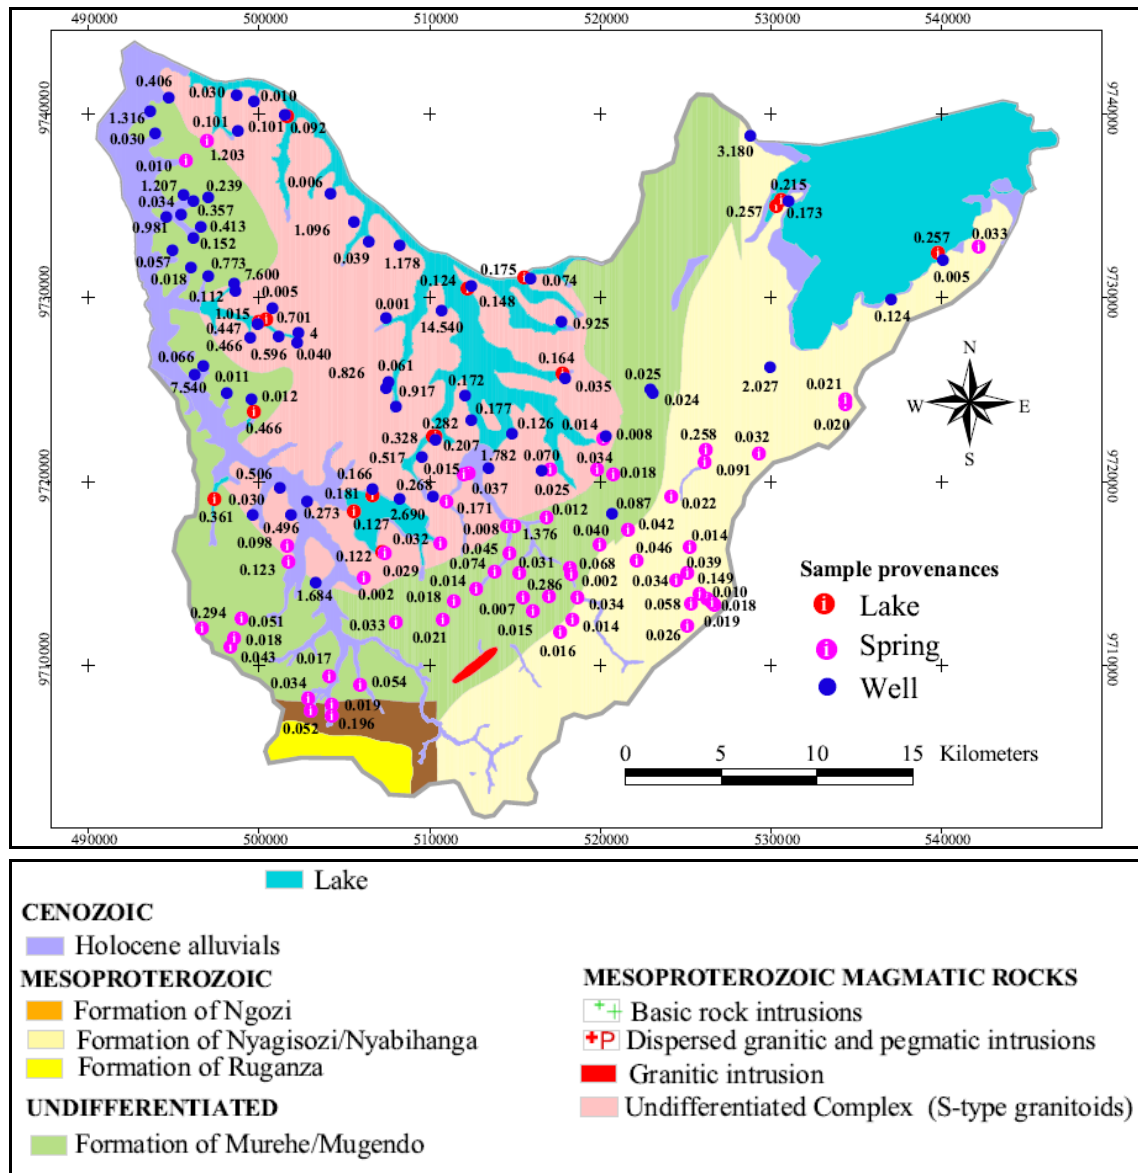 490000 500000 510000 520000 530000 540000
9740000 9740000
9730000 9730000
9720000 9720000
9710000 9710000
0.406 0.030 0.010
1.316 0.101 0.101 0.092
0.030 1.203
0.010
3.180
1.207 0.239 0.006
0.034 0.357
0.981 0.413 1.096
0.152
0.215
0.257 0.173
0.257 0.033
0.057 0.773 0.039 1.178
0.018 7.600
0.175 0.074
0.124 0.148
0.005
0.112 0.005 0.001
1.015 0.701 14.540 0.925
0.124
0.447 4
0.466 0.596 0.040
0.066 0.061 0.164
0.826
7.540 0.011 0.917 0.172 0.035 0.025
2.027
0.012 0.024 0.021
0.466 0.177 0.020
0.282 0.126 0.014
0.328 0.207 0.008 0.258 0.032
0.517 0.015 1.782 0.070 0.034
0.506 0.166 0.268 0.037 0.025 0.018 0.091
0.030 0.181
0.361 0.273 2.690 0.171 0.012 0.087 0.022
0.496 0.127 0.008 1.376 0.042
0.098 0.032 0.040 0.014
0.122 0.045
0.123 0.029 0.074 0.031 0.068 0.046 0.039
0.014 0.286 0.002 0.034 0.149
1.684 0.002 0.018 0.010
0.294 0.051 0.007 0.034 0.058 0.018
0.033 0.019
0.018 0.021 0.015 0.014 0.026
0.043 0.017 0.016
0.034 0.054
0.019
0.052 0.196
N
W E
S
Sample provenances
Lake
Spring
Well
0 5 10 15 Kilometers
490000 500000 510000 520000 530000 540000
Lake
CENOZOIC
Holocene alluvials
MESOPROTEROZOIC
Formation of Ngozi
Formation of Nyagisozi/Nyabihanga
Formation of Ruganza
UNDIFFERENTIATED
Formation of Murehe/Mugendo
MESOPROTEROZOIC MAGMATIC ROCKS
Basic rock intrusions
+P Dispersed granitic and pegmatic intrusions
Granitic intrusion
Undifferentiated Complex (S-type granitoids)